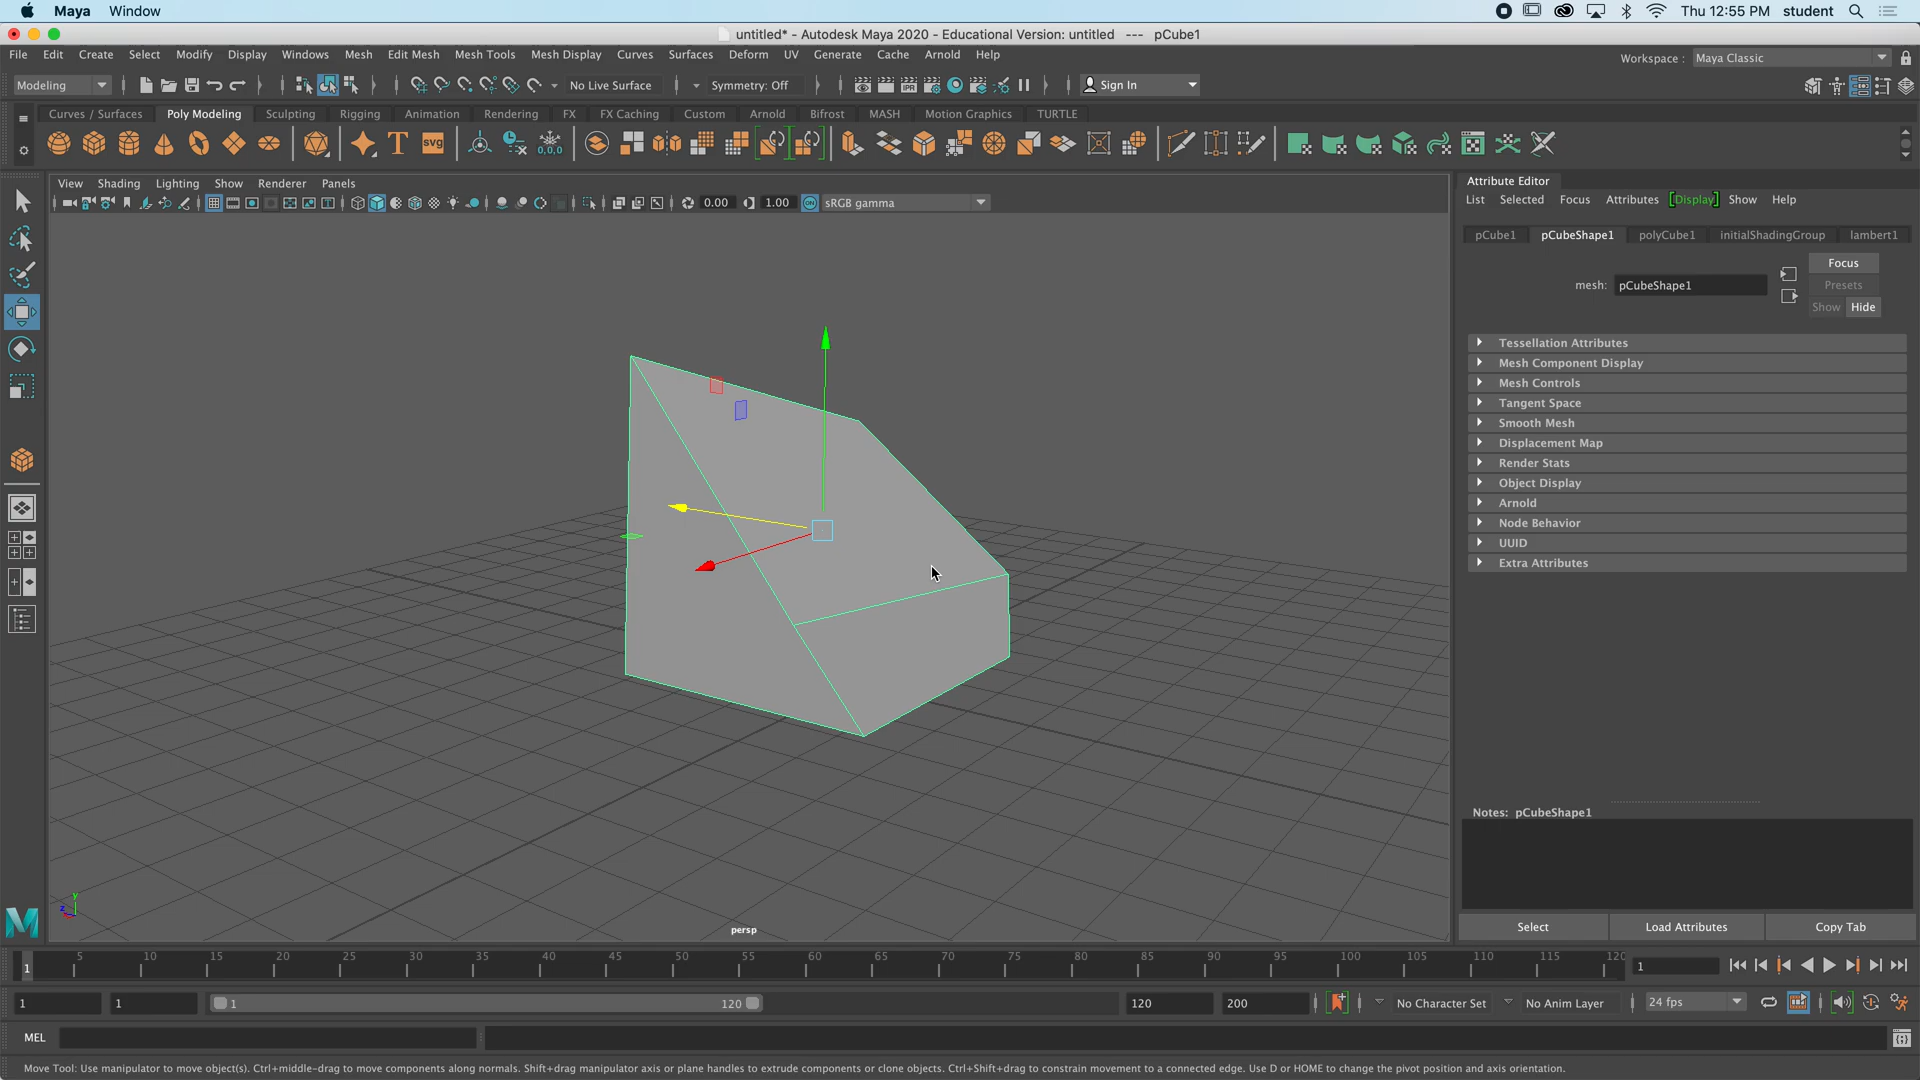 Maya Window Thu 12:55 PM student
untitled* - Autodesk Maya 2020 - Educational Version: untitled --- pCube1
File Edit Create Select Modify Display Windows Mesh Edit Mesh Mesh Tools Mesh Display Curves Surfaces Deform UV Generate Cache Arnold Help Workspace : Maya Classic
Modeling No Live Surface Symmetry: Off IPR Sign In
Curves / Surfaces Poly Modeling Sculpting Rigging Animation Rendering FX FX Caching Custom Arnold Bifrost MASH Motion Graphics TURTLE
T SVG 0,0,0
View Shading Lighting Show Renderer Panels
0.00 1.00 ON sRGB gamma
Attribute Editor
List Selected Focus Attributes [Display] Show Help
pCube1 pCubeShape1 polyCube1 initialShadingGroup lambert1
Focus
mesh: pCubeShape1 Presets
Show Hide
Tessellation Attributes
Mesh Component Display
Mesh Controls
Tangent Space
Smooth Mesh
Displacement Map
Render Stats
Object Display
Arnold
Node Behavior
UUID
Extra Attributes
Notes: pCubeShape1
Select Load Attributes Copy Tab
y
z
persp
1 5 10 15 20 25 30 35 40 45 50 55 60 65 70 75 80 85 90 95 100 105 110 115 120 1
1 1 1 120 120 200 No Character Set No Anim Layer 24 fps
MEL
Move Tool: Use manipulator to move object(s). Ctrl+middle-drag to move components along normals. Shift+drag manipulator axis or plane handles to extrude components or clone objects. Ctrl+Shift+drag to constrain movement to a connected edge. Use D or HOME to change the pivot position and axis orientation.